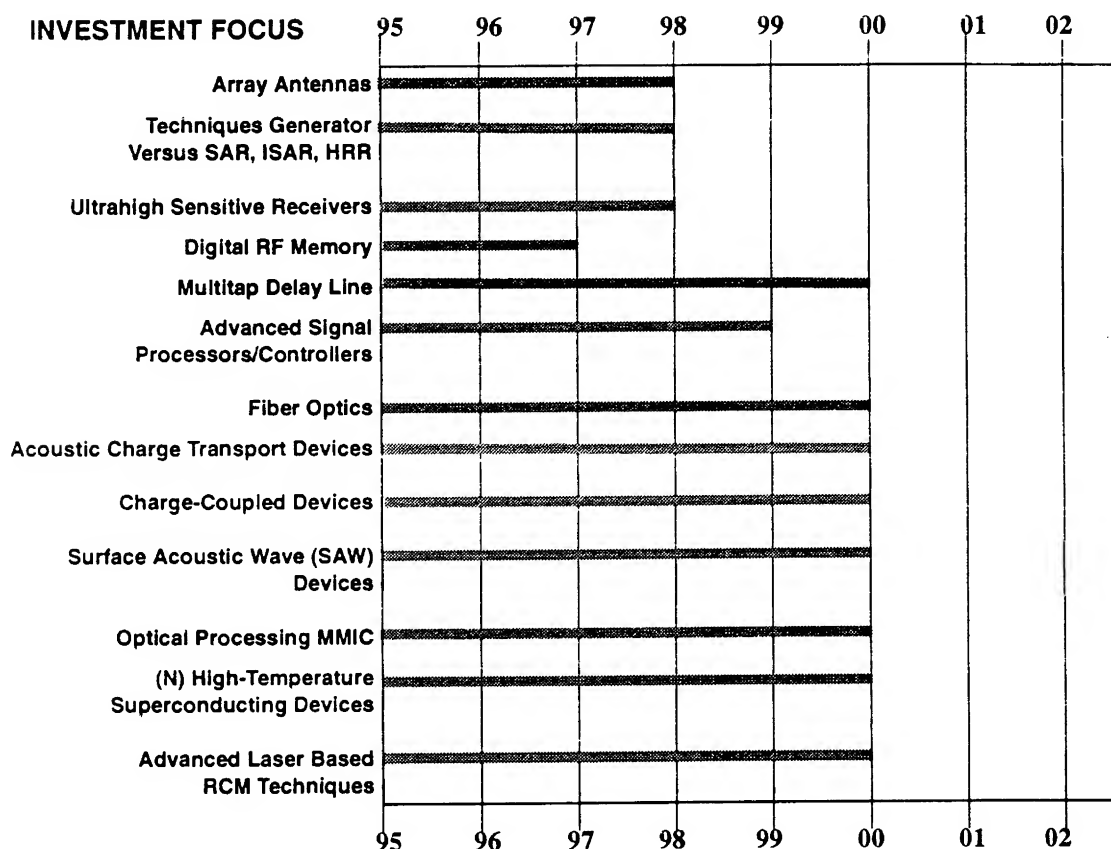 INVESTMENT FOCUS
95 96 97 98 99 00 01 02
Array Antennas
Techniques Generator
Versus SAR, ISAR, HRR
Ultrahigh Sensitive Receivers
Digital RF Memory
Multitap Delay Line
Advanced Signal
Processors/Controllers
Fiber Optics
Acoustic Charge Transport Devices
Charge-Coupled Devices
Surface Acoustic Wave (SAW)
Devices
Optical Processing MMIC
(N) High-Temperature
Superconducting Devices
Advanced Laser Based
RCM Techniques
95 96 97 98 99 00 01 02